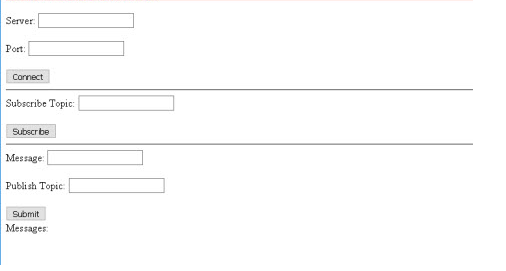 Server:
Port:
Connect
Subscribe Topic:
Subscribe
Message:
Publish Topic:
Submit
Messages: